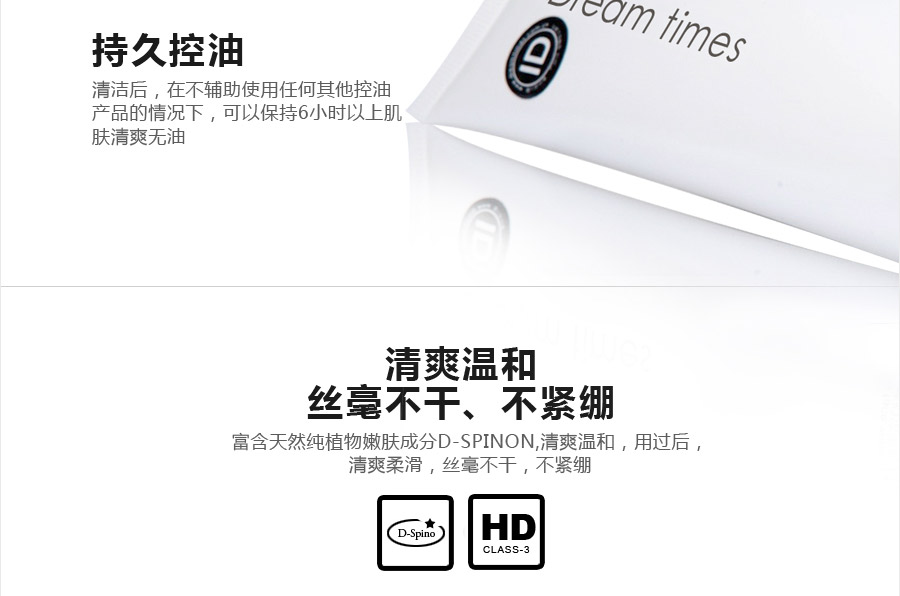 Dream times
ID
持久控油
清洁后，在不辅助使用任何其他控油
产品的情况下，可以保持6小时以上肌
肤清爽无油
清爽温和
丝毫不干、不紧绷
富含天然纯植物嫩肤成分D-SPINON,清爽温和，用过后，
清爽柔滑，丝毫不干，不紧绷
D-Spino
HD
CLASS-3